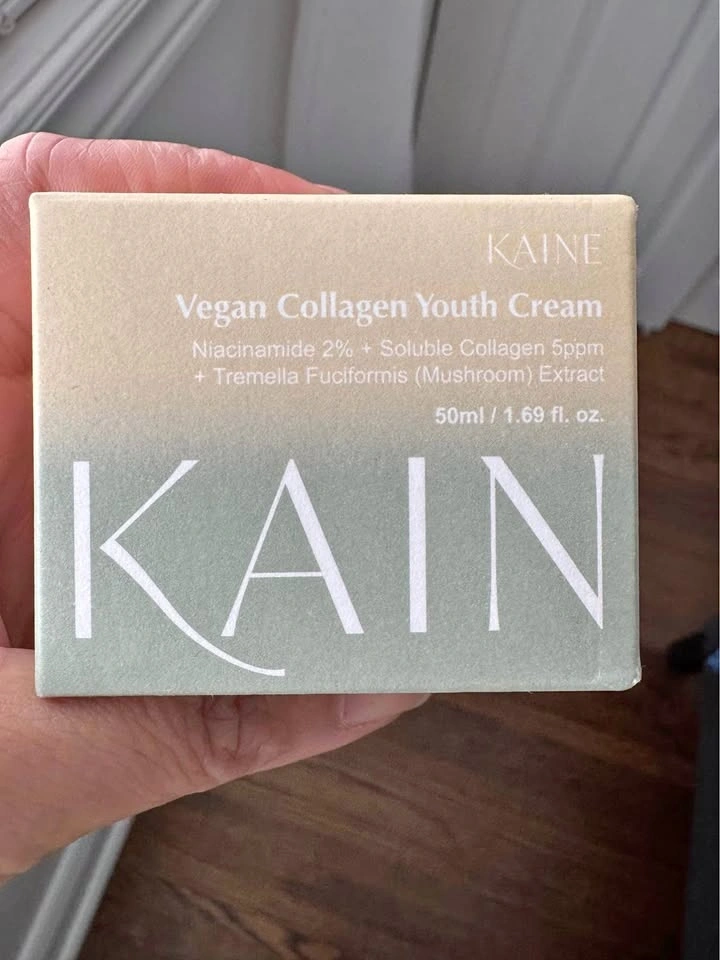 KAINE
Vegan Collagen Youth Cream
Niacinamide 2% + Soluble Collagen 5ppm
+ Tremella Fuciformis (Mushroom) Extract
50ml / 1.69 fl. oz.
KAIN